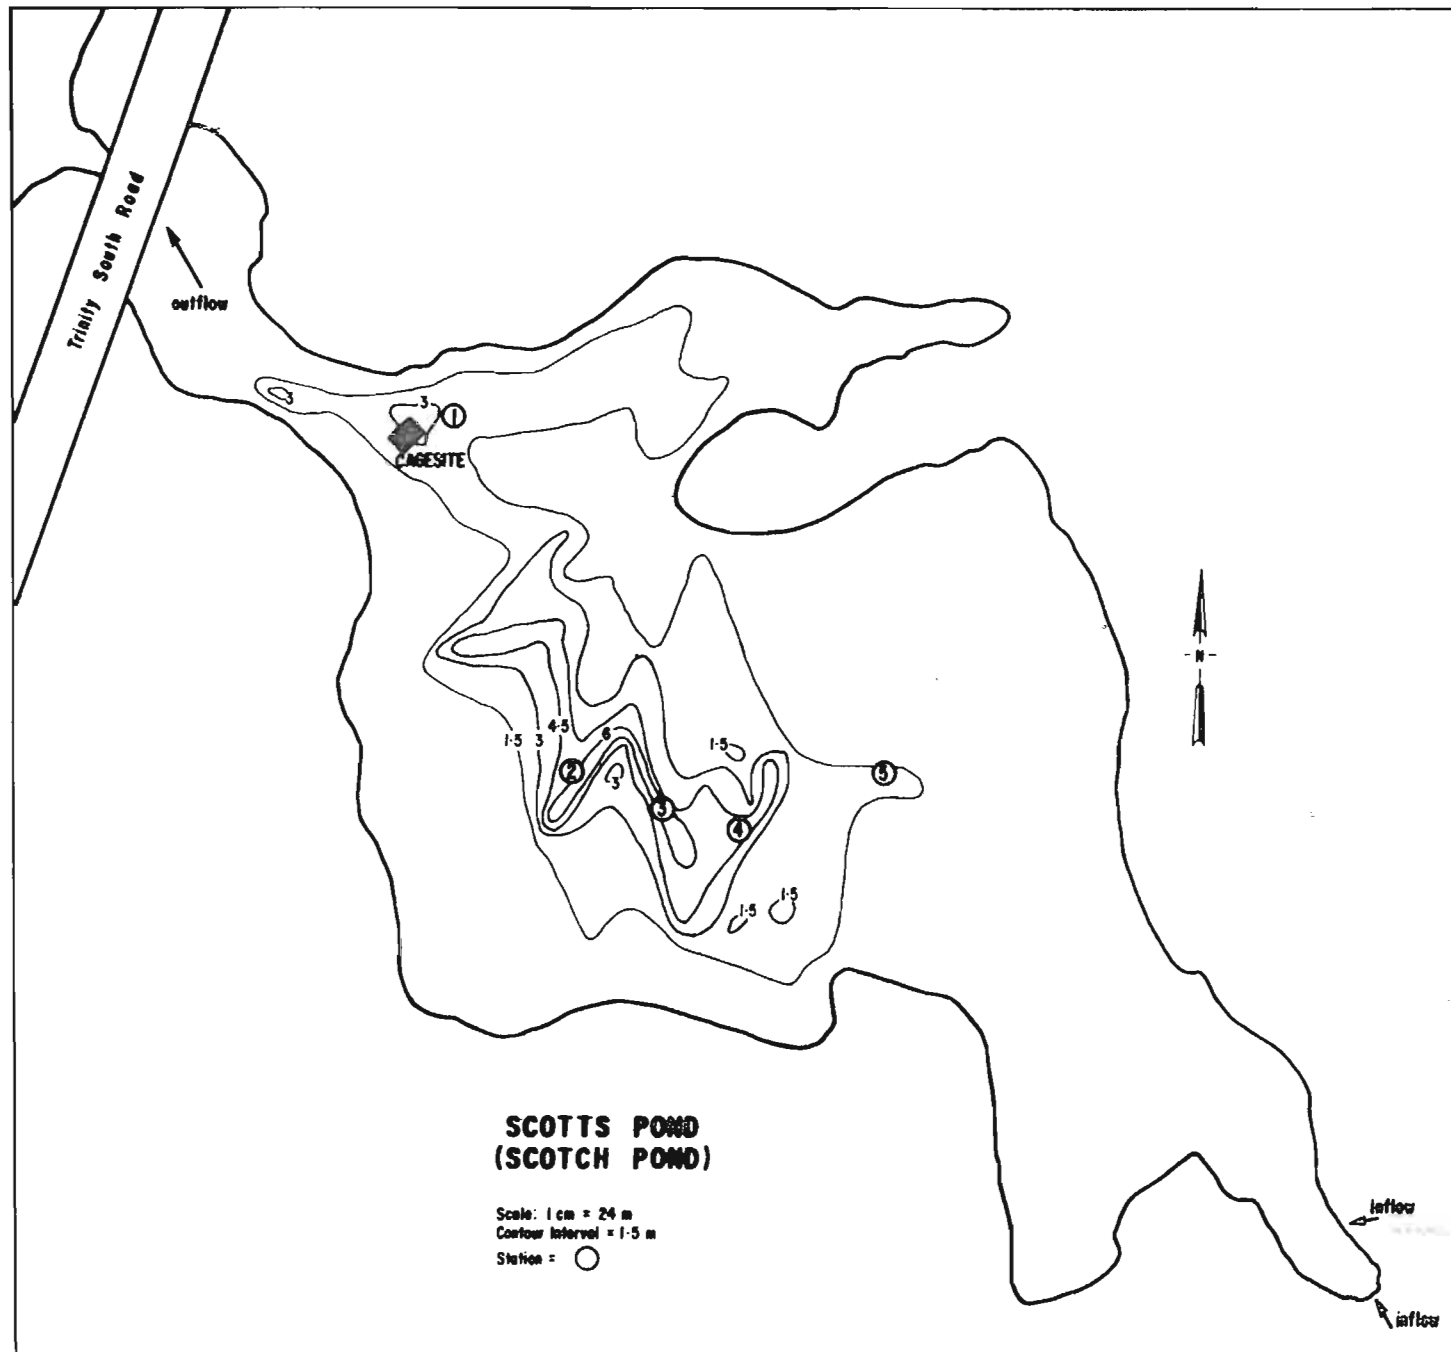 Trinity South Road
outflow
3
3
1
CAGESITE
N
1·5
3
4·5
6
1·5
2
3
3
4
5
1·5
1·5
SCOTTS POND
(SCOTCH POND)
Scale: 1 cm = 24 m
Contour Interval = 1·5 m
Station =
Inflow
inflow